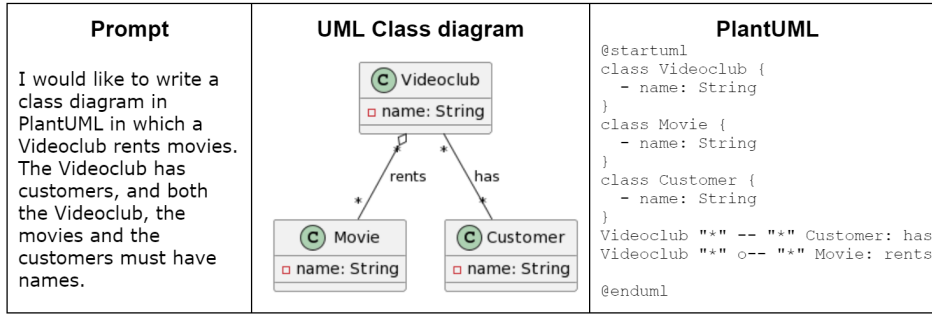 Prompt
I would like to write a
class diagram in
PlantUML in which a
Videoclub rents movies.
The Videoclub has
customers, and both
the Videoclub, the
movies and the
customers must have
names.
UML Class diagram
C Videoclub
name: String
* *
rents has
* *
C Movie C Customer
name: String name: String
PlantUML
@startuml
class Videoclub {
- name: String
}
class Movie {
- name: String
}
class Customer {
- name: String
}
Videoclub "*" -- "*" Customer: has
Videoclub "*" o-- "*" Movie: rents
@enduml